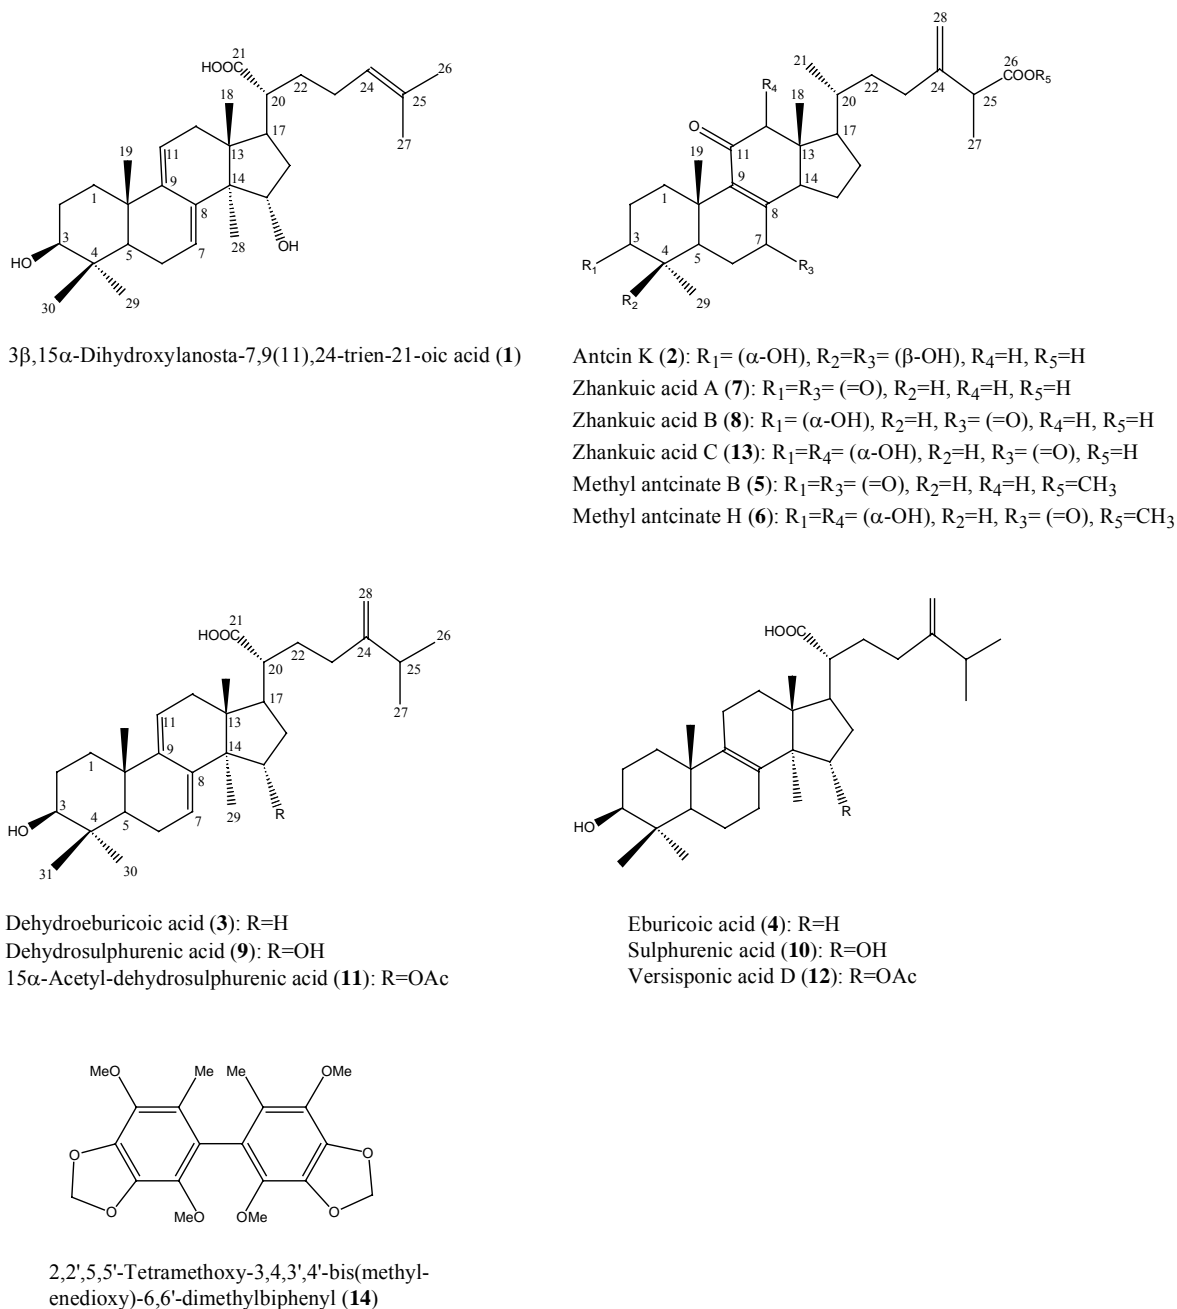 28
21
HOOC
22
24
26
25
27
20
18
17
19
11
13
9
14
8
1
3
4
5
7
28
OH
HO
30
29
3β,15α-Dihydroxylanosta-7,9(11),24-trien-21-oic acid (1)
21
R4
22
24
26
COOR5
25
27
20
18
17
O
11
13
19
9
14
8
1
3
4
5
7
R1
R2
R3
29
Antcin K (2): R1= (α-OH), R2=R3= (β-OH), R4=H, R5=H
Zhankuic acid A (7): R1=R3= (=O), R2=H, R4=H, R5=H
Zhankuic acid B (8): R1= (α-OH), R2=H, R3= (=O), R4=H, R5=H
Zhankuic acid C (13): R1=R4= (α-OH), R2=H, R3= (=O), R5=H
Methyl antcinate B (5): R1=R3= (=O), R2=H, R4=H, R5=CH3
Methyl antcinate H (6): R1=R4= (α-OH), R2=H, R3= (=O), R5=CH3
28
21
HOOC
22
24
26
25
27
20
17
11
13
9
14
8
R
1
3
4
5
7
29
HO
31
30
Dehydroeburicoic acid (3): R=H
Dehydrosulphurenic acid (9): R=OH
15α-Acetyl-dehydrosulphurenic acid (11): R=OAc
HOOC
R
HO
Eburicoic acid (4): R=H
Sulphurenic acid (10): R=OH
Versisponic acid D (12): R=OAc
MeO
Me
Me
OMe
O
O
O
O
MeO
OMe
2,2',5,5'-Tetramethoxy-3,4,3',4'-bis(methyl-
enedioxy)-6,6'-dimethylbiphenyl (14)